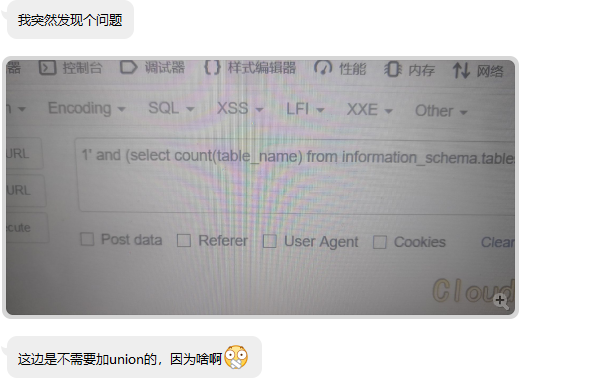 我突然发现个问题
器 控制台 调试器 {} 样式编辑器 性能 内存 网络
Encoding SQL XSS LFI XXE Other
URL
1' and (select count(table_name) from information_schema.tables
URL
ecute
Post data Referer User Agent Cookies Clear
Cloud
这边是不需要加union的，因为啥啊